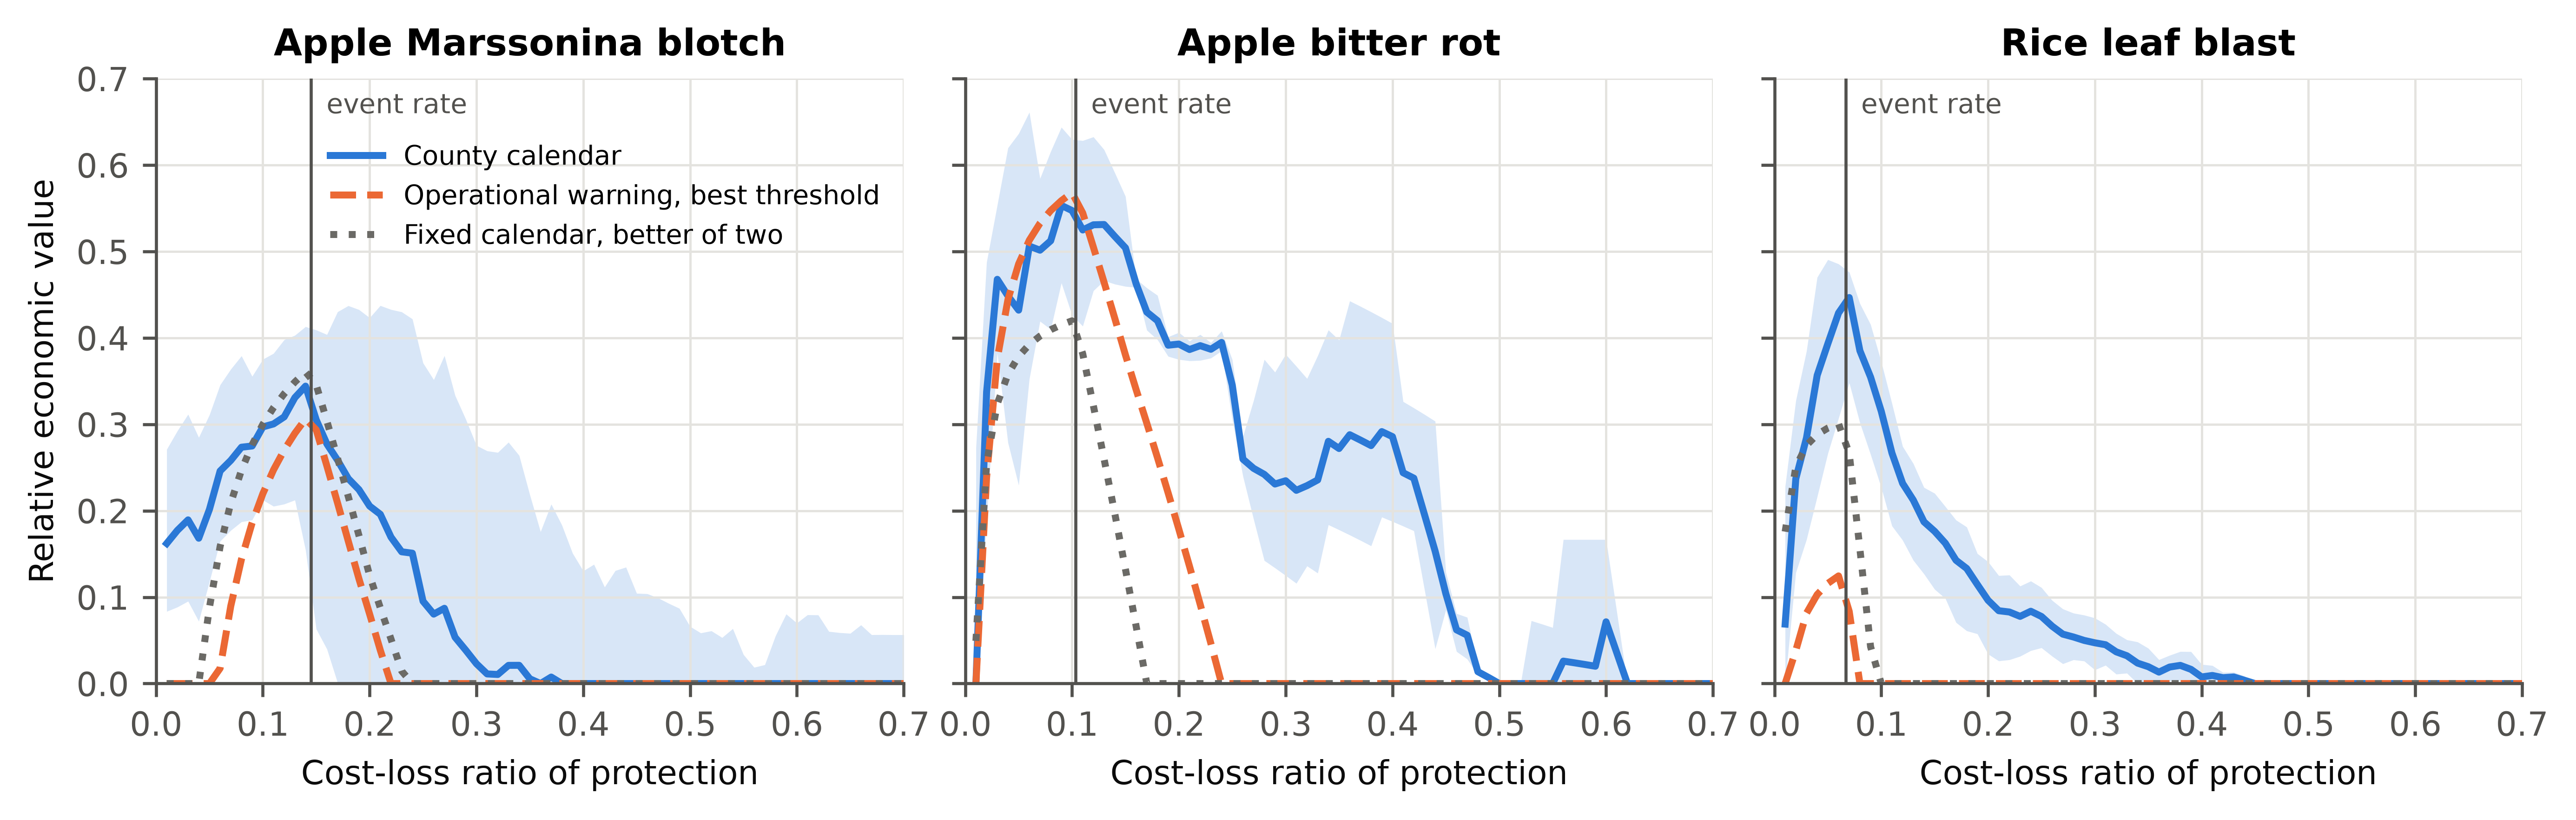 Apple Marssonina blotch
Apple bitter rot
Rice leaf blast
Relative economic value
0.7
0.6
0.5
0.4
0.3
0.2
0.1
0.0
event rate
County calendar
Operational warning, best threshold
Fixed calendar, better of two
event rate
event rate
0.0 0.1 0.2 0.3 0.4 0.5 0.6 0.7
0.0 0.1 0.2 0.3 0.4 0.5 0.6 0.7
0.0 0.1 0.2 0.3 0.4 0.5 0.6 0.7
Cost-loss ratio of protection
Cost-loss ratio of protection
Cost-loss ratio of protection